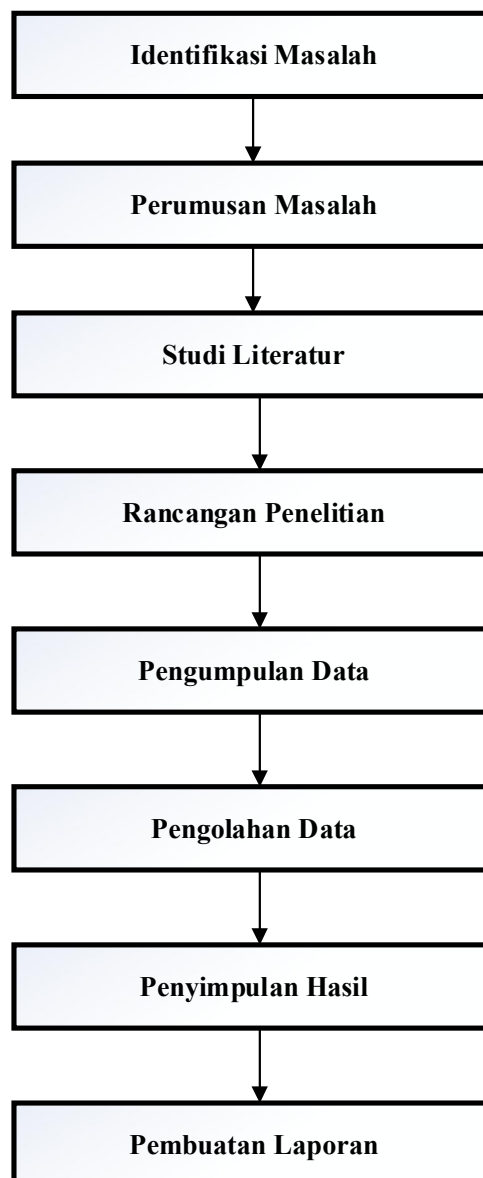 Identifikasi Masalah
Perumusan Masalah
Studi Literatur
Rancangan Penelitian
Pengumpulan Data
Pengolahan Data
Penyimpulan Hasil
Pembuatan Laporan